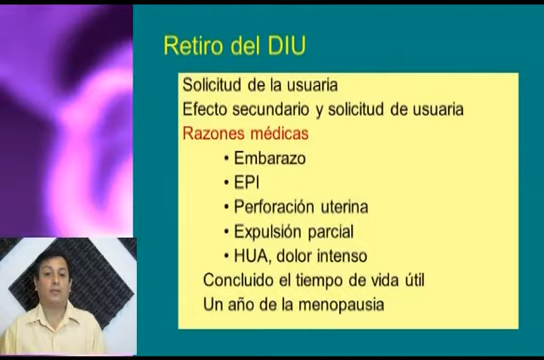 Retiro del DIU
Solicitud de la usuaria
Efecto secundario y solicitud de usuaria
Razones médicas
• Embarazo
• EPI
• Perforación uterina
• Expulsión parcial
• HUA, dolor intenso
Concluido el tiempo de vida útil
Un año de la menopausia